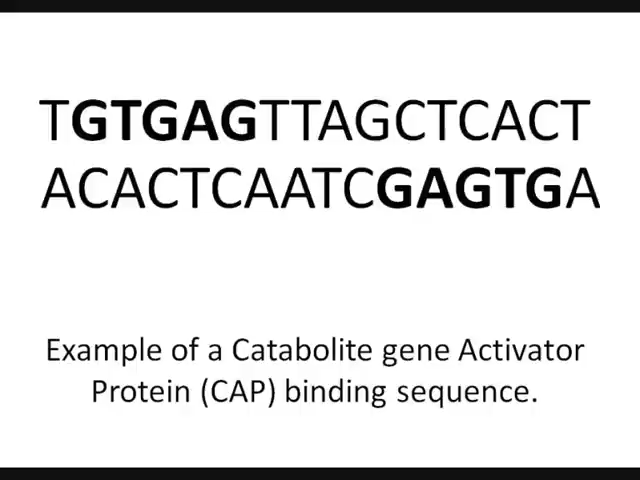 TGTGAGTTAGCTCACT
ACACTCAATCGAGTGA
Example of a Catabolite gene Activator
Protein (CAP) binding sequence.